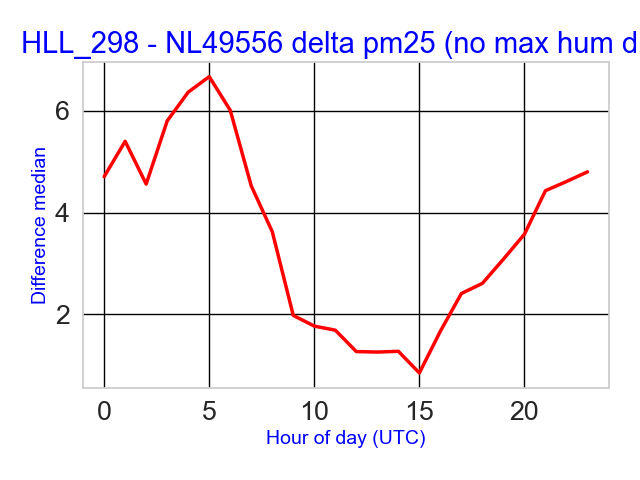 HLL_298 - NL49556 delta pm25 (no max hum d
6
4
2
Difference median
0 5 10 15 20
Hour of day (UTC)